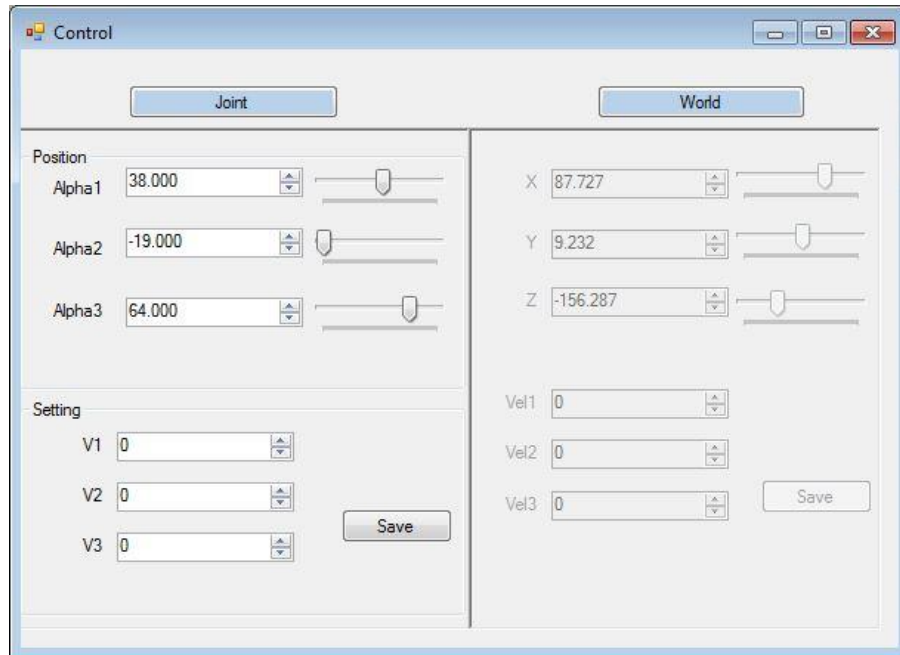 Control
Joint
World
Position
Alpha1 38.000
Alpha2 -19.000
Alpha3 64.000
X 87.727
Y 9.232
Z -156.287
Setting
V1 0
V2 0
V3 0
Save
Vel1 0
Vel2 0
Vel3 0
Save